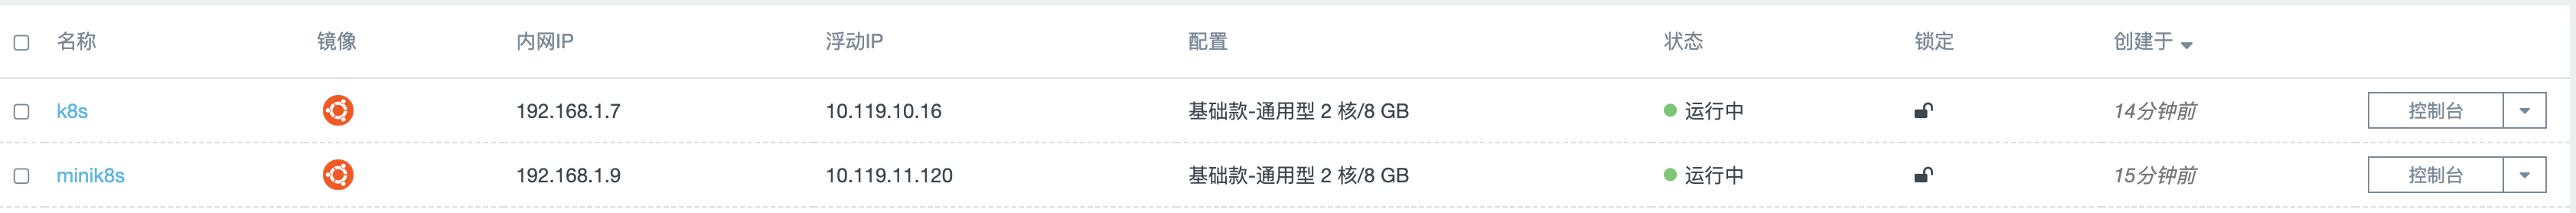 名称 镜像 内网IP 浮动IP 配置 状态 锁定 创建于
k8s 192.168.1.7 10.119.10.16 基础款-通用型 2 核/8 GB 运行中 14分钟前 控制台
minik8s 192.168.1.9 10.119.11.120 基础款-通用型 2 核/8 GB 运行中 15分钟前 控制台